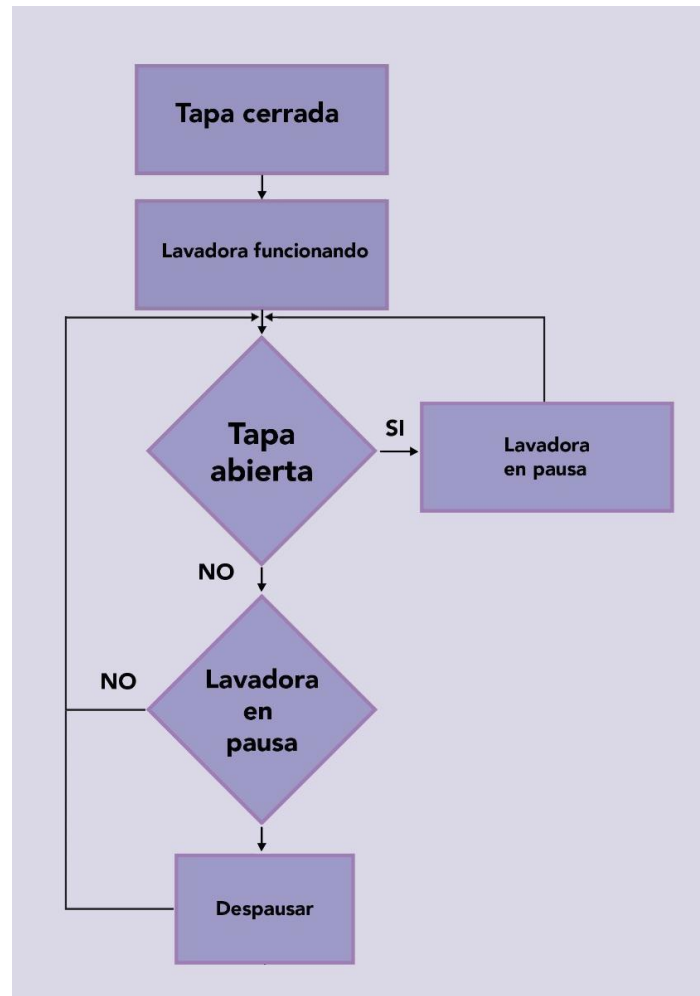 Tapa cerrada
Lavadora funcionando
Tapa
abierta
SI
Lavadora
en pausa
NO
Lavadora
en
pausa
NO
Despausar